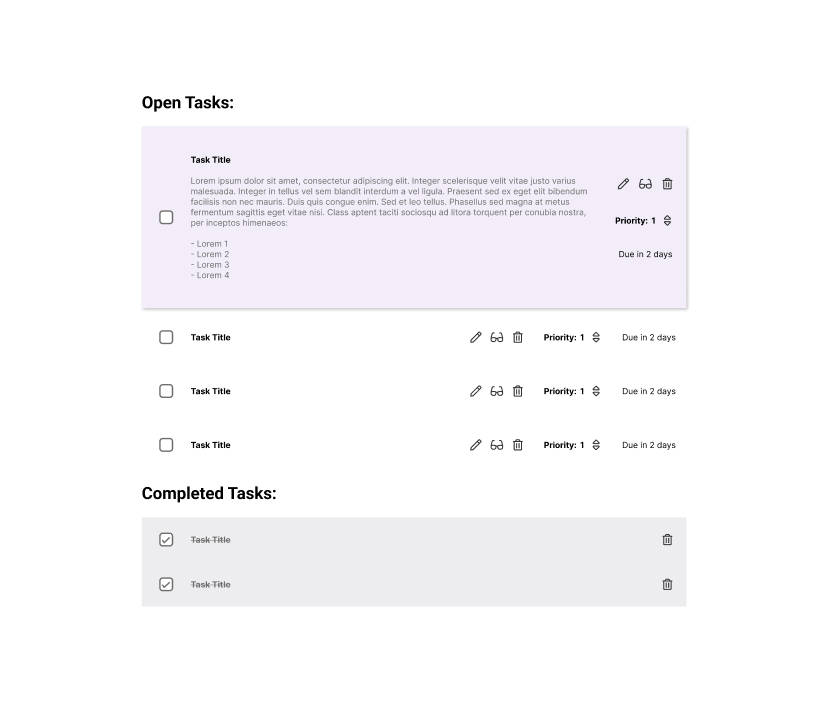 Open Tasks:
Task Title
Lorem ipsum dolor sit amet, consectetur adipiscing elit. Integer scelerisque velit vitae justo varius
malesuada. Integer in tellus vel sem blandit interdum a vel ligula. Praesent sed ex eget elit bibendum
facilisis non nec mauris. Duis quis congue enim. Sed et leo tellus. Phasellus sed magna at metus
fermentum sagittis eget vitae nisi. Class aptent taciti sociosqu ad litora torquent per conubia nostra,
per inceptos himenaeos:
- Lorem 1
- Lorem 2
- Lorem 3
- Lorem 4
Priority: 1
Due in 2 days
Task Title Priority: 1 Due in 2 days
Task Title Priority: 1 Due in 2 days
Task Title Priority: 1 Due in 2 days
Completed Tasks:
Task Title
Task Title